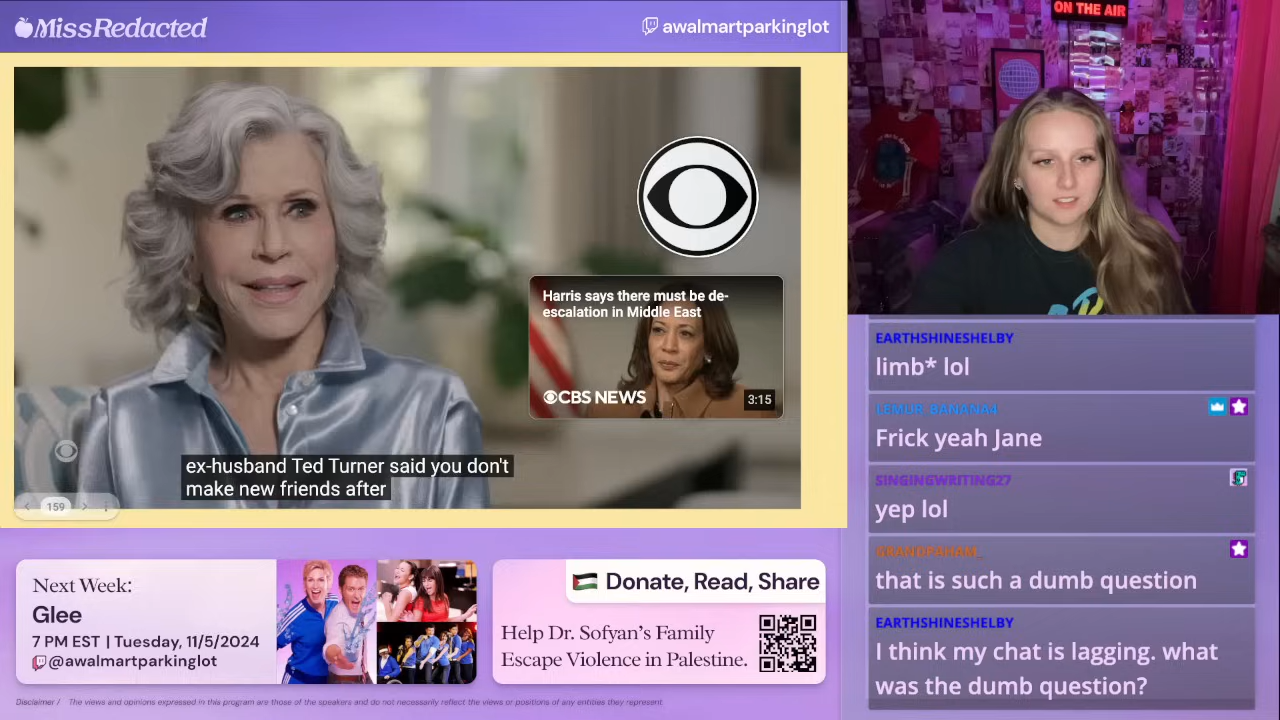 MissRedacted
awalmartparkinglot
ON THE AIR
Harris says there must be de-
escalation in Middle East
CBS NEWS
3:15
ex-husband Ted Turner said you don't
make new friends after
159
EARTHSHINESHELBY
limb* lol
LEMUR_BANANA4
Frick yeah Jane
SINGINGWRITING27
yep lol
GRANDPAHAM_
that is such a dumb question
EARTHSHINESHELBY
I think my chat is lagging. what
was the dumb question?
Next Week:
Glee
7 PM EST | Tuesday, 11/5/2024
@awalmartparkinglot
Donate, Read, Share
Help Dr. Sofyan's Family
Escape Violence in Palestine.
Disclaimer / The views and opinions expressed in this program are those of the speakers and do not necessarily reflect the views or positions of any entities they represent